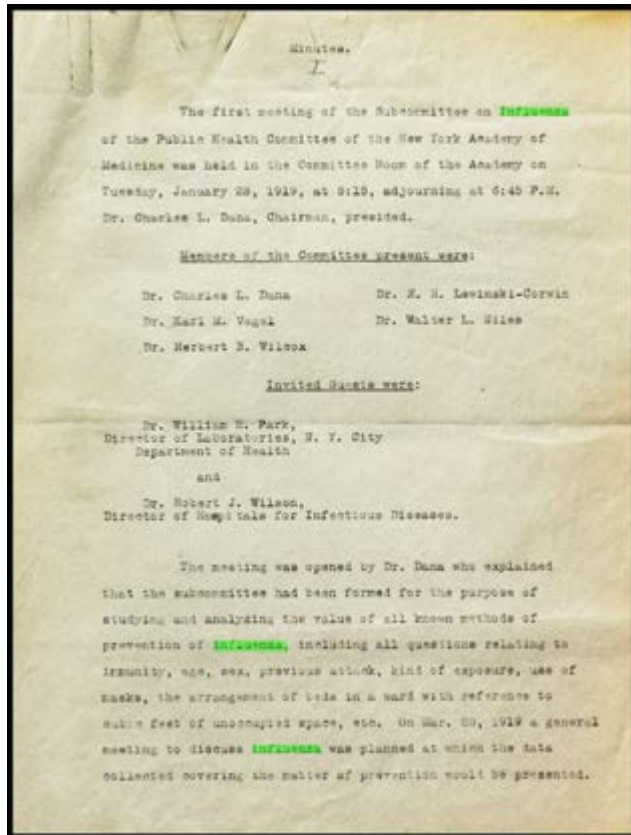 Minutes.
I
The first meeting of the Subcommittee on Influenza
of the Public Health Committee of the New York Academy of
Medicine was held in the Committee Room of the Academy on
Tuesday, January 28, 1919, at 5:15, adjourning at 6:45 P.M.
Dr. Charles L. Dana, Chairman, presided.
Members of the Committee present were:
Dr. Charles L. Dana Dr. E. H. Lewinski-Corwin
Dr. Karl M. Vogel Dr. Walter L. Niles
Dr. Herbert B. Wilcox
Invited Guests were:
Dr. William H. Park,
Director of Laboratories, N. Y. City
Department of Health
and
Dr. Robert J. Wilson,
Director of Hospitals for Infectious Diseases.
The meeting was opened by Dr. Dana who explained
that the subcommittee had been formed for the purpose of
studying and analyzing the value of all known methods of
prevention of influenza, including all questions relating to
immunity, age, sex, previous attack, kind of exposure, use of
masks, the arrangement of beds in a ward with reference to
cubic feet of unoccupied space, etc. On Mar. 20, 1919 a general
meeting to discuss influenza was planned at which the data
collected covering the matter of prevention would be presented.